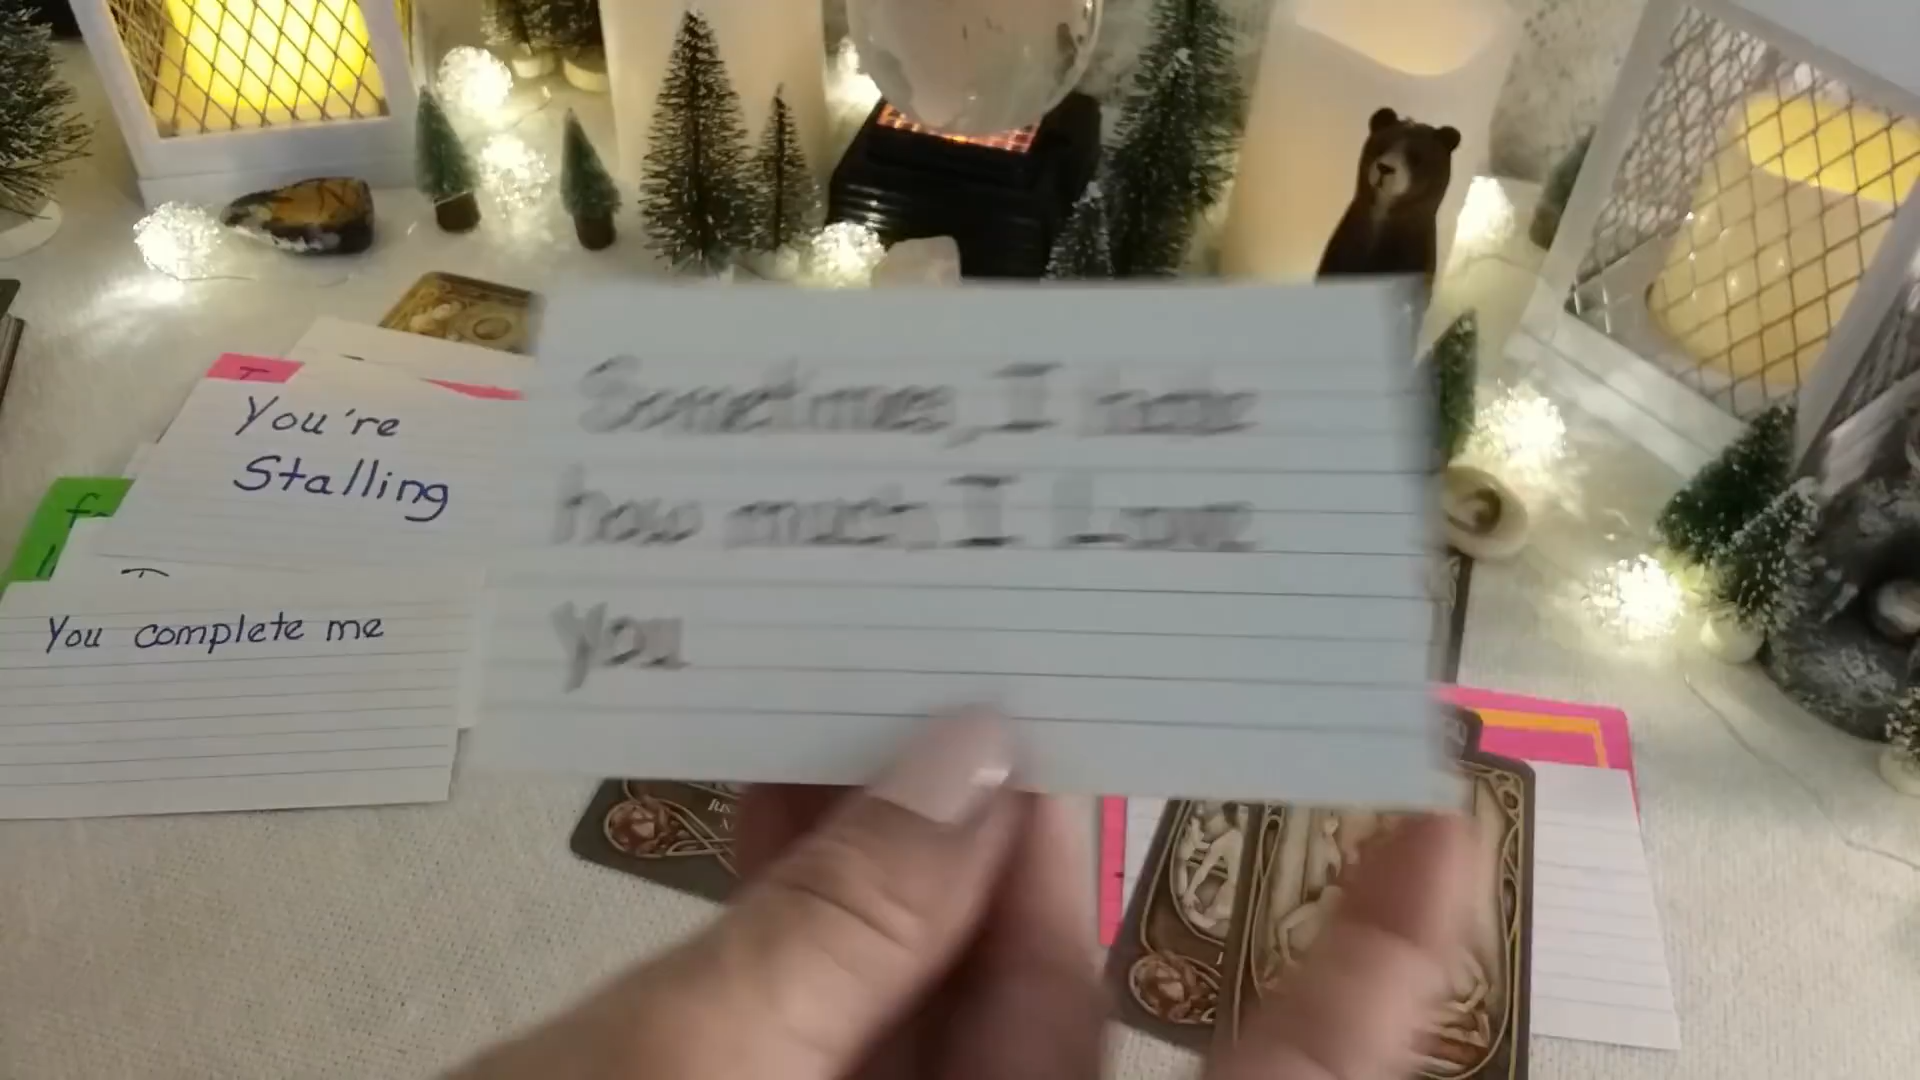 You're
Stalling
You complete me
Sometimes, I hate
how much, I Love
you